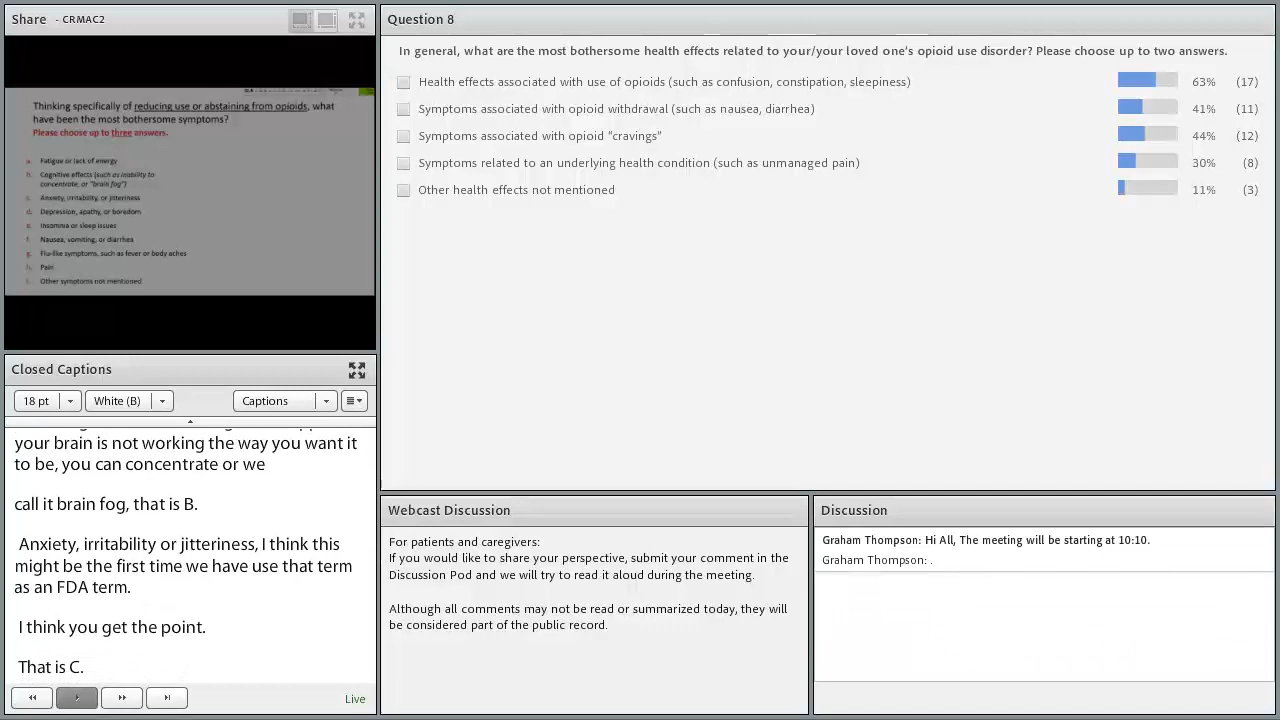 Share - CRMAC2
Thinking specifically of reducing use or abstaining from opioids, what
have been the most bothersome symptoms?
Please choose up to three answers.
a. Fatigue or lack of energy
b. Cognitive effects (such as inability to
concentrate, or "brain fog")
c. Anxiety, irritability, or jitteriness
d. Depression, apathy, or boredom
e. Insomnia or sleep issues
f. Nausea, vomiting, or diarrhea
g. Flu-like symptoms, such as fever or body aches
h. Pain
i. Other symptoms not mentioned
Closed Captions
18 pt
White (B)
Captions
your brain is not working the way you want it
to be, you can concentrate or we
call it brain fog, that is B.
Anxiety, irritability or jitteriness, I think this
might be the first time we have use that term
as an FDA term.
I think you get the point.
That is C.
Live
Question 8
In general, what are the most bothersome health effects related to your/your loved one's opioid use disorder? Please choose up to two answers.
Health effects associated with use of opioids (such as confusion, constipation, sleepiness) 63% (17)
Symptoms associated with opioid withdrawal (such as nausea, diarrhea) 41% (11)
Symptoms associated with opioid “cravings” 44% (12)
Symptoms related to an underlying health condition (such as unmanaged pain) 30% (8)
Other health effects not mentioned 11% (3)
Webcast Discussion
For patients and caregivers:
If you would like to share your perspective, submit your comment in the
Discussion Pod and we will try to read it aloud during the meeting.
Although all comments may not be read or summarized today, they will
be considered part of the public record.
Discussion
Graham Thompson: Hi All, The meeting will be starting at 10:10.
Graham Thompson: .